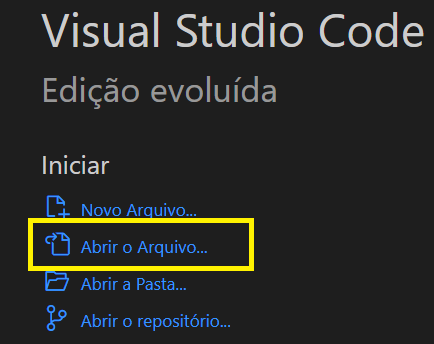 Visual Studio Code
Edição evoluída
Iniciar
Novo Arquivo...
Abrir o Arquivo...
Abrir a Pasta...
Abrir o repositório...